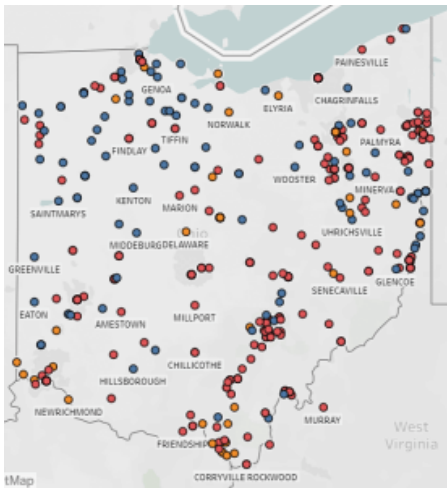 PAINESVILLE
GENOA
CHAGRINFALLS
ELYRIA
NORWALK
TIFFIN
FINDLAY
PALMYRA
WOOSTER
KENTON
MINERVA
SAINTMARYS
MARION
UHRICHSVILLE
MIDDEBURG
DELAWARE
Ohio
GREENVILLE
GLENCOE
SENECAVILLE
EATON
AMESTOWN
MILLPORT
CHILLICOTHE
HILLSBOROUGH
NEWRICHMOND
MURRAY
West
Virginia
FRIENDSHIP
CORRYVILLE ROCKWOOD
tMap